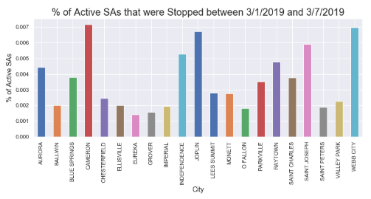 % of Active SAs that were Stopped between 3/1/2019 and 3/7/2019
% of Active SAs
0.007
0.006
0.005
0.004
0.003
0.002
0.001
0.000
AURORA
BALLWIN
BLUE SPRINGS
CAMERON
CHESTERFIELD
ELLISVILLE
EUREKA
GROVER
IMPERIAL
INDEPENDENCE
JOPLIN
LEES SUMMIT
MONETT
O FALLON
PARKVILLE
RAYTOWN
SAINT CHARLES
SAINT JOSEPH
SAINT PETERS
VALLEY PARK
WEBB CITY
City